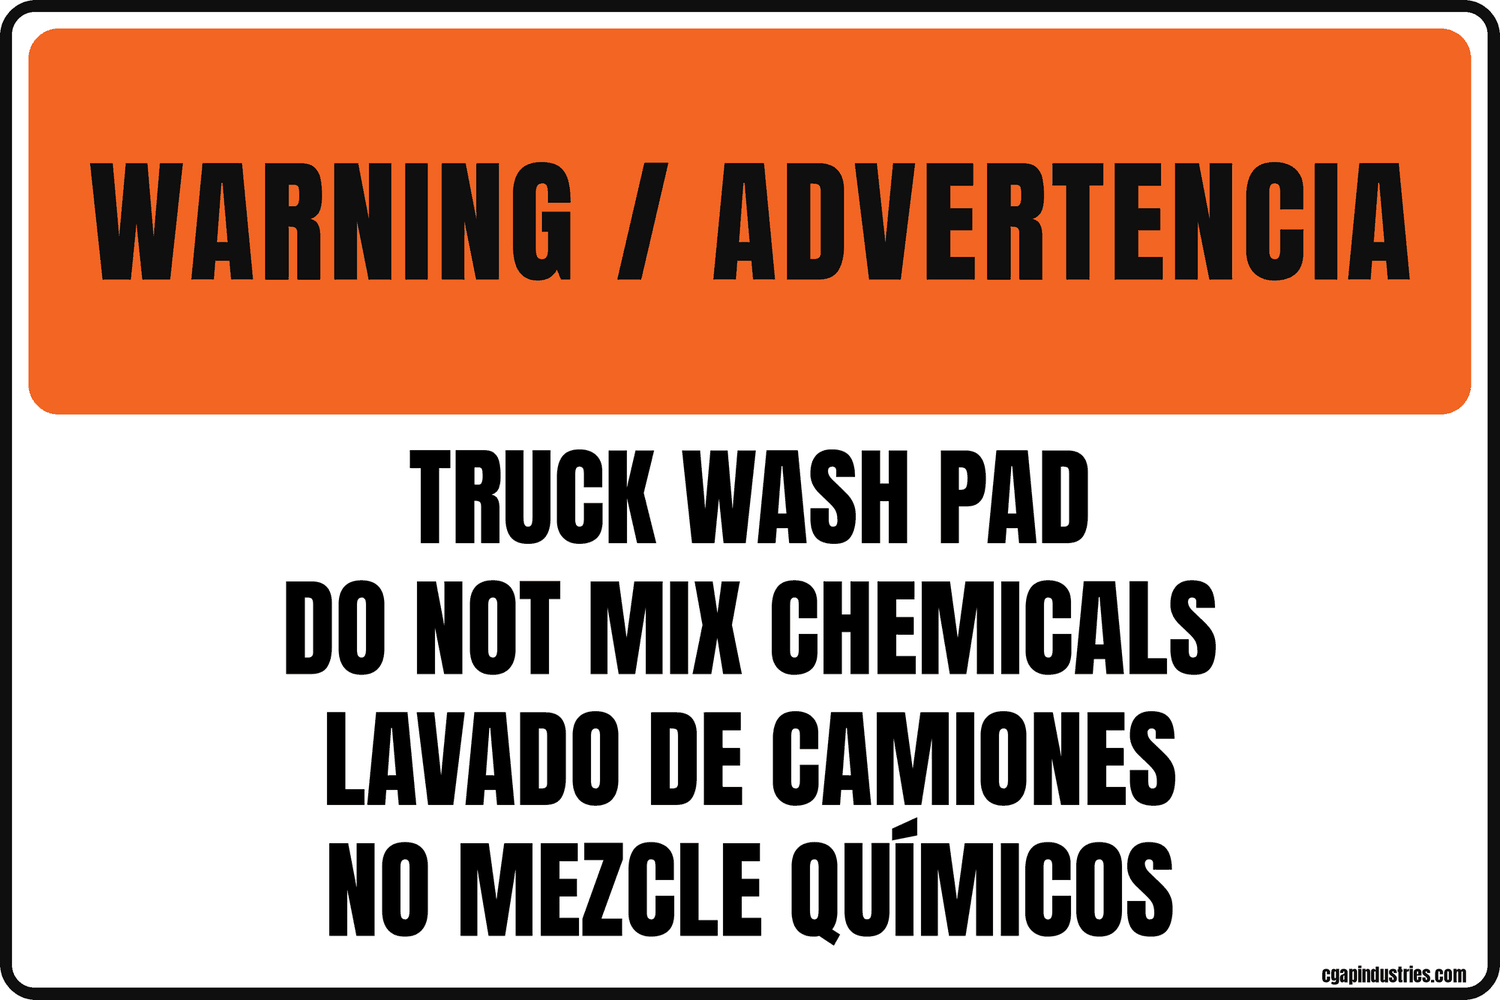 WARNING / ADVERTENCIA
TRUCK WASH PAD
DO NOT MIX CHEMICALS
LAVADO DE CAMIONES
NO MEZCLE QUÍMICOS
cgapindustries.com